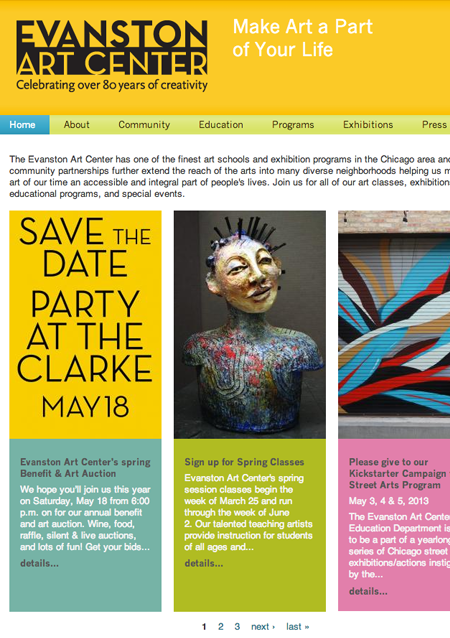 EVANSTON
ART CENTER
Celebrating over 80 years of creativity
Make Art a Part
of Your Life
Home About Community Education Programs Exhibitions Press
The Evanston Art Center has one of the finest art schools and exhibition programs in the Chicago area and
community partnerships further extend the reach of the arts into many diverse neighborhoods helping us m
art of our time an accessible and integral part of people's lives. Join us for all of our art classes, exhibition
educational programs, and special events.
SAVE THE
DATE
PARTY
AT THE
CLARKE
MAY 18
Evanston Art Center's spring
Benefit & Art Auction
We hope you'll join us this year
on Saturday, May 18 from 6:00
p.m. on for our annual benefit
and art auction. Wine, food,
raffle, silent & live auctions,
and lots of fun! Get your bids...
details...
Sign up for Spring Classes
Evanston Art Center's spring
session classes begin the
week of March 25 and run
through the week of June
2. Our talented teaching artists
provide instruction for students
of all ages and...
details...
Please give to our
Kickstarter Campaign
Street Arts Program
May 3, 4 & 5, 2013
The Evanston Art Cente
Education Department is
to be a part of a yearlong
series of Chicago street
exhibitions/actions instig
by the...
details...
1 2 3 next › last »